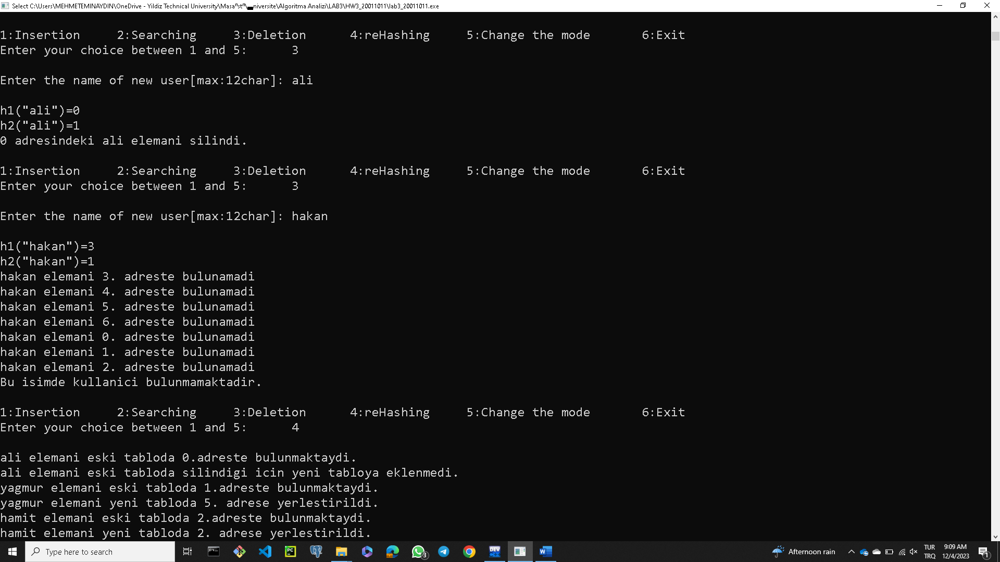 Select C:\Users\MEHMETEMINAYDIN\OneDrive - Yildiz Technical University\Masaⁿstⁿ\▄niversite\Algoritma Analizi\LAB3\HW3_20011011\lab3_20011011.exe
1:Insertion 2:Searching 3:Deletion 4:reHashing 5:Change the mode 6:Exit
Enter your choice between 1 and 5: 3
Enter the name of new user[max:12char]: ali
h1("ali")=0
h2("ali")=1
0 adresindeki ali elemani silindi.
1:Insertion 2:Searching 3:Deletion 4:reHashing 5:Change the mode 6:Exit
Enter your choice between 1 and 5: 3
Enter the name of new user[max:12char]: hakan
h1("hakan")=3
h2("hakan")=1
hakan elemani 3. adreste bulunamadi
hakan elemani 4. adreste bulunamadi
hakan elemani 5. adreste bulunamadi
hakan elemani 6. adreste bulunamadi
hakan elemani 0. adreste bulunamadi
hakan elemani 1. adreste bulunamadi
hakan elemani 2. adreste bulunamadi
Bu isimde kullanici bulunmamaktadir.
1:Insertion 2:Searching 3:Deletion 4:reHashing 5:Change the mode 6:Exit
Enter your choice between 1 and 5: 4
ali elemani eski tabloda 0.adreste bulunmaktaydi.
ali elemani eski tabloda silindigi icin yeni tabloya eklenmedi.
yagmur elemani eski tabloda 1.adreste bulunmaktaydi.
yagmur elemani yeni tabloda 5. adrese yerlestirildi.
hamit elemani eski tabloda 2.adreste bulunmaktaydi.
hamit elemani yeni tabloda 2. adrese yerlestirildi.
Type here to search
PC
3
DEV
W
Afternoon rain
TUR
TRQ
9:09 AM
12/4/2023
1